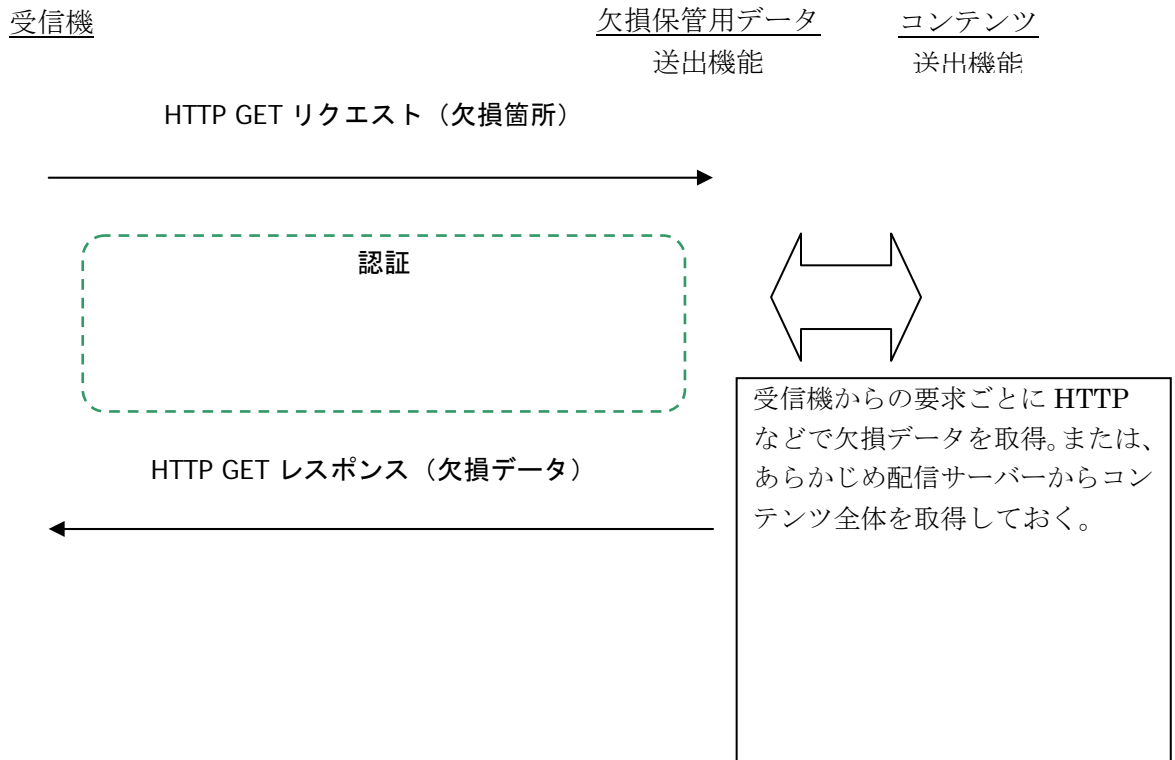 受信機
欠損保管用データ
送出機能
コンテンツ
送出機能
HTTP GET リクエスト（欠損箇所）
認証
受信機からの要求ごとに HTTP
などで欠損データを取得。または、
あらかじめ配信サーバーからコン
テンツ全体を取得しておく。
HTTP GET レスポンス（欠損データ）